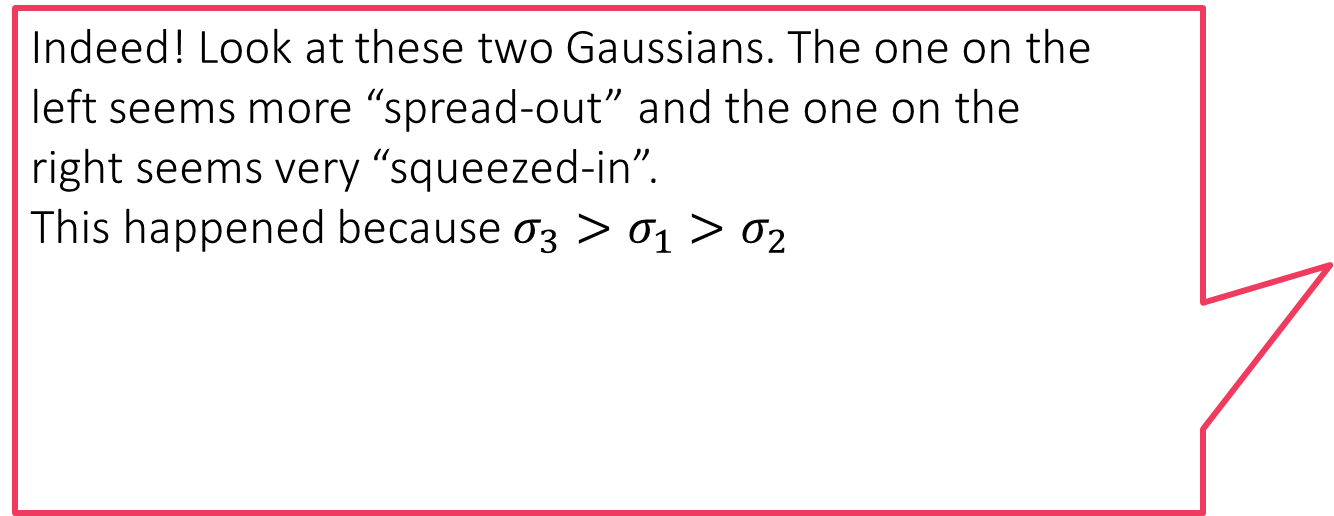 Indeed! Look at these two Gaussians. The one on the
left seems more “spread-out” and the one on the
right seems very “squeezed-in”.
This happened because 𝜎₃ > 𝜎₁ > 𝜎₂